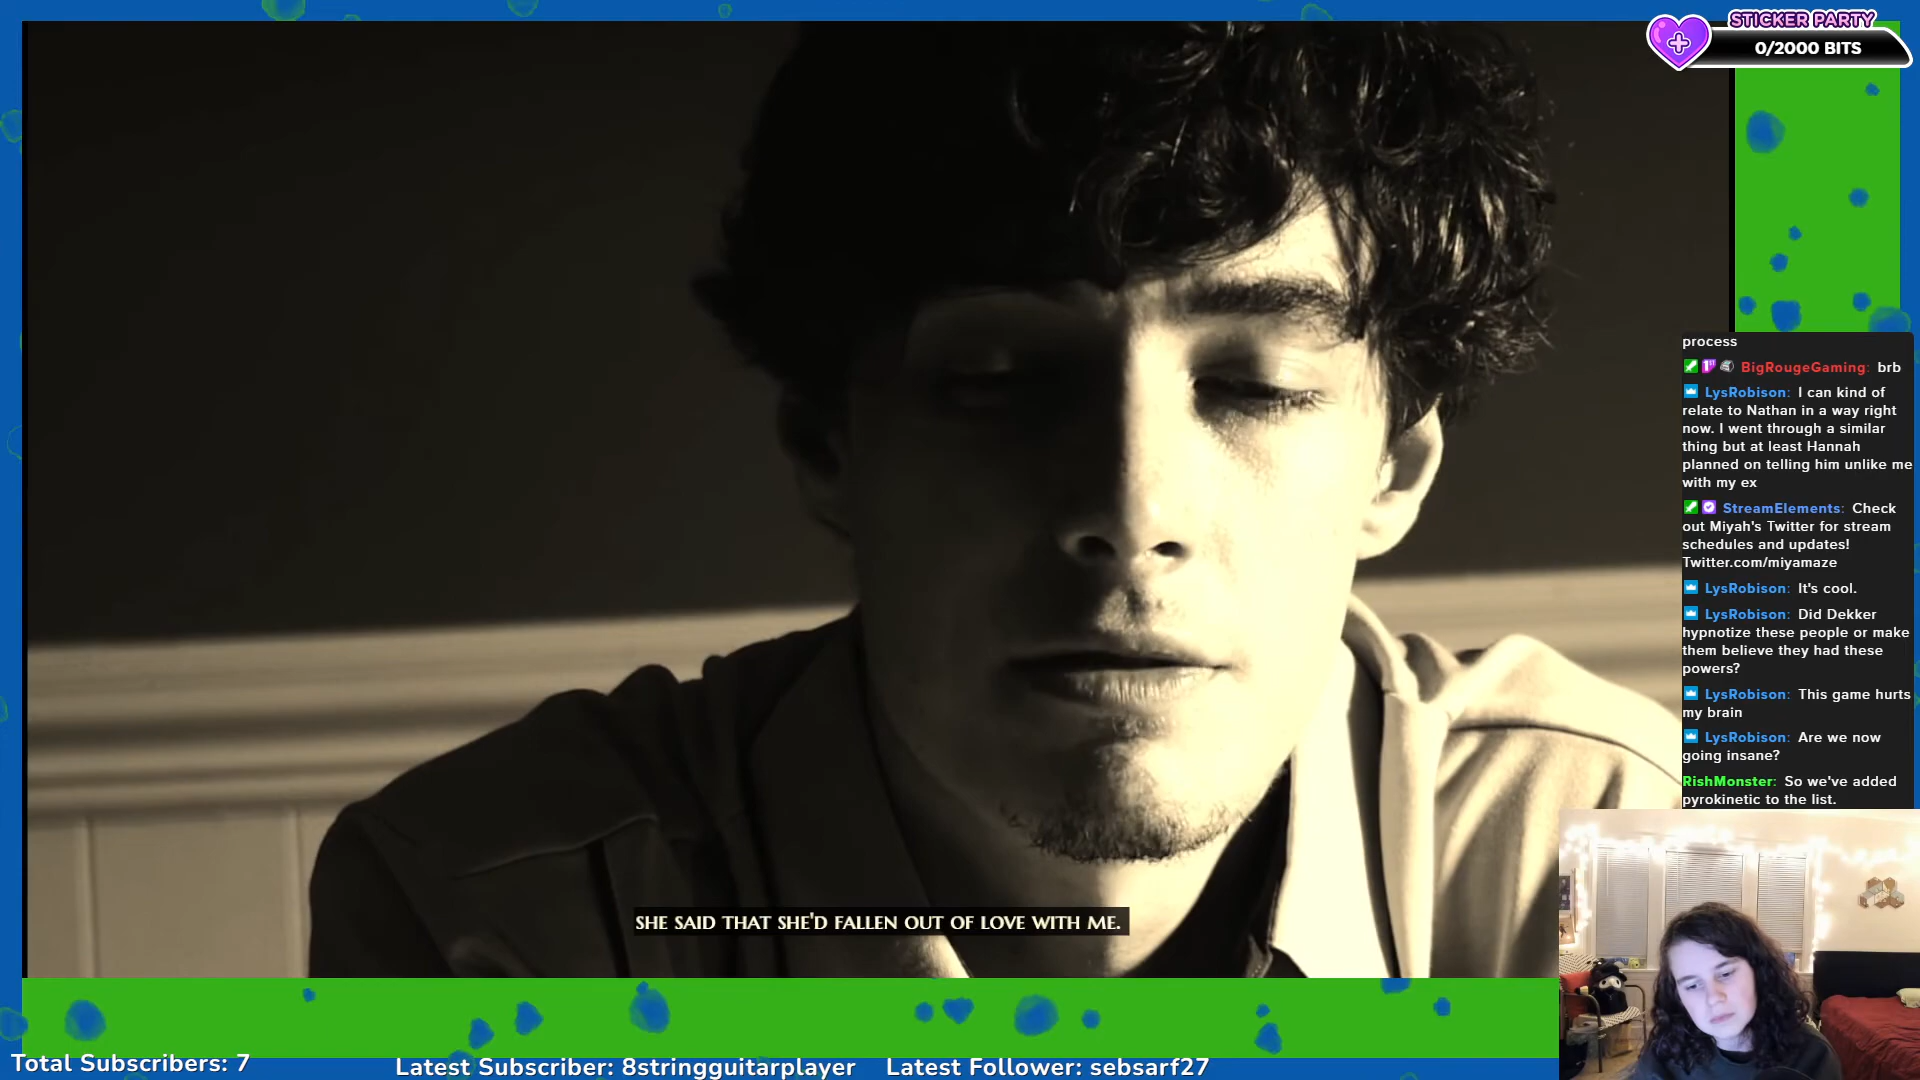 STICKER PARTY
0/2000 BITS
process
BigRougeGaming: brb
LysRobison: I can kind of
relate to Nathan in a way right
now. I went through a similar
thing but at least Hannah
planned on telling him unlike me
with my ex
StreamElements: Check
out Miyah's Twitter for stream
schedules and updates!
Twitter.com/miyamaze
LysRobison: It's cool.
LysRobison: Did Dekker
hypnotize these people or make
them believe they had these
powers?
LysRobison: This game hurts
my brain
LysRobison: Are we now
going insane?
RishMonster: So we've added
pyrokinetic to the list.
SHE SAID THAT SHE'D FALLEN OUT OF LOVE WITH ME.
Total Subscribers: 7
Latest Subscriber: 8stringguitarplayer
Latest Follower: sebsarf27